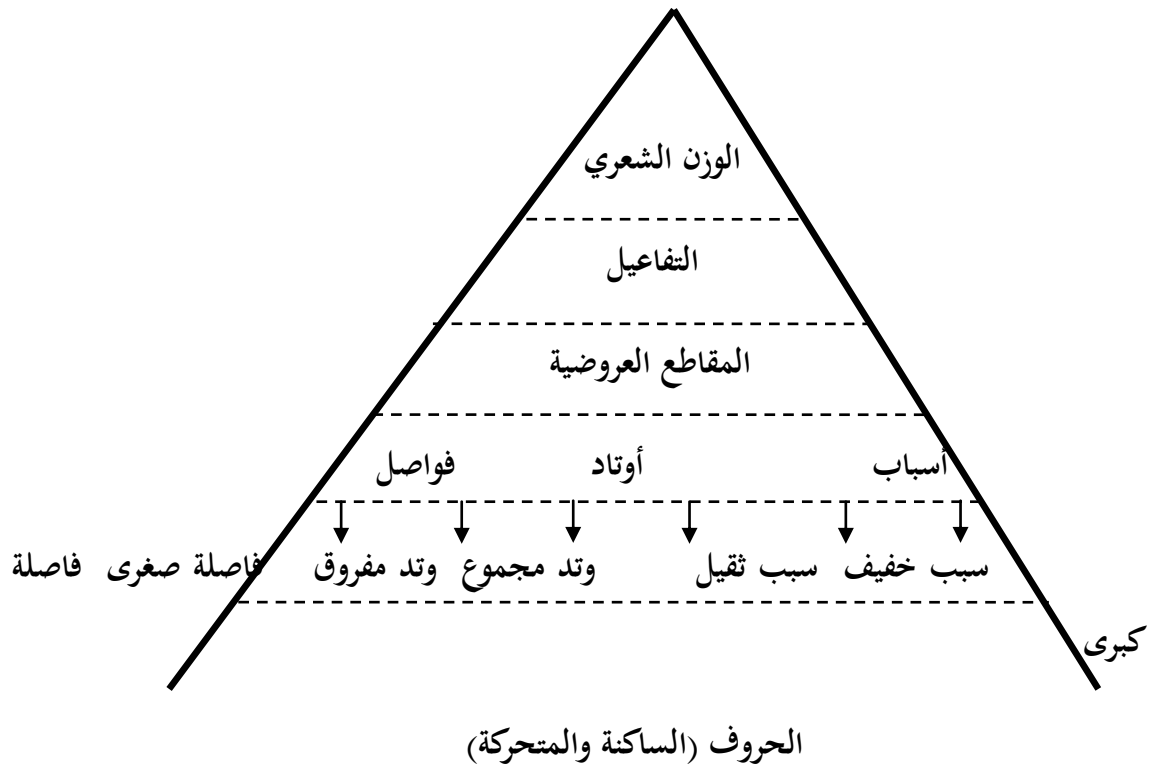 الوزن الشعري
التفاعيل
المقاطع العروضية
أسباب أوتاد فواصل
سبب خفيف سبب ثقيل وتد مجموع وتد مفروق فاصلة صغرى فاصلة
كبرى
الحروف (الساكنة والمتحركة)